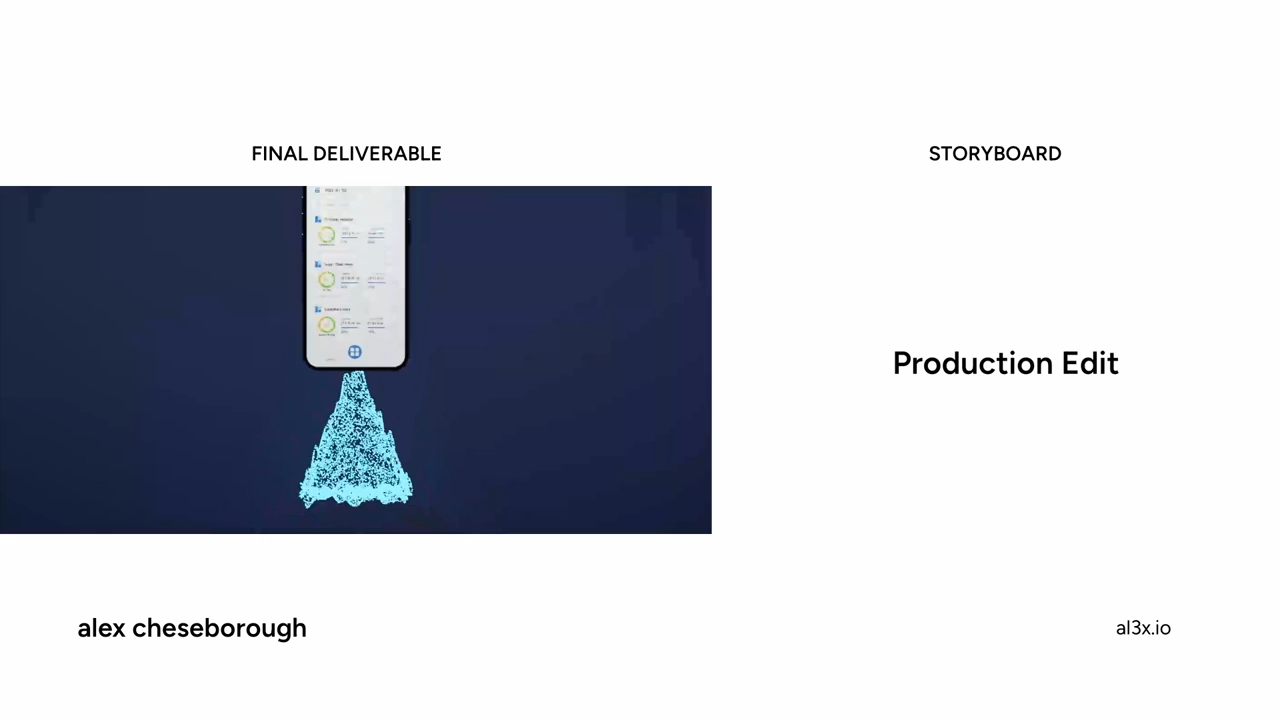 FINAL DELIVERABLE
STORYBOARD
Production Edit
alex cheseborough
al3x.io